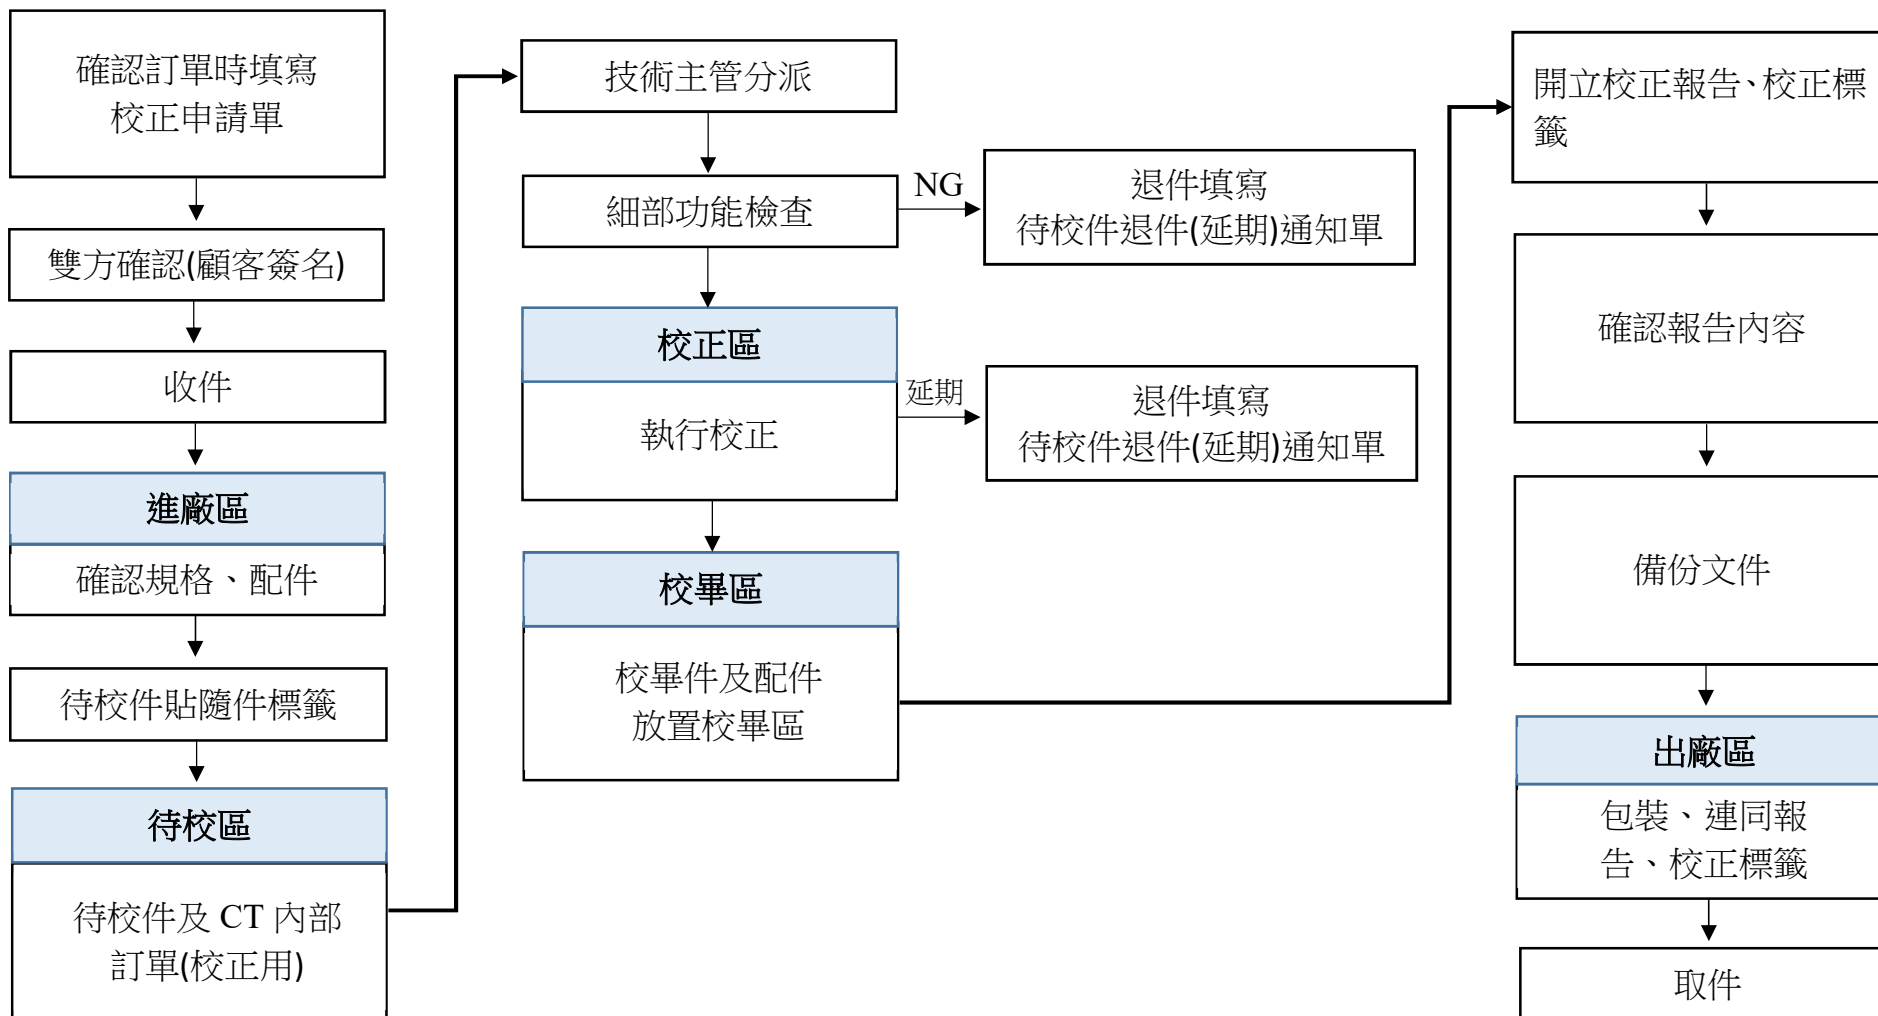 確認訂單時填寫
校正申請單
雙方確認(顧客簽名)
收件
進廠區
確認規格、配件
待校件貼隨件標籤
待校區
待校件及 CT 內部
訂單(校正用)
技術主管分派
細部功能檢查
NG
退件填寫
待校件退件(延期)通知單
校正區
執行校正
延期
退件填寫
待校件退件(延期)通知單
校畢區
校畢件及配件
放置校畢區
開立校正報告、校正標
籤
確認報告內容
備份文件
出廠區
包裝、連同報
告、校正標籤
取件